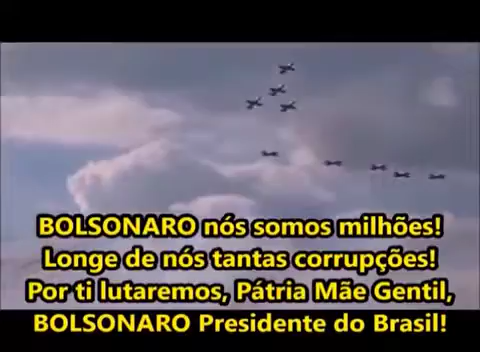 BOLSONARO nós somos milhões!
Longe de nós tantas corrupções!
Por ti lutaremos, Pátria Mãe Gentil,
BOLSONARO Presidente do Brasil!